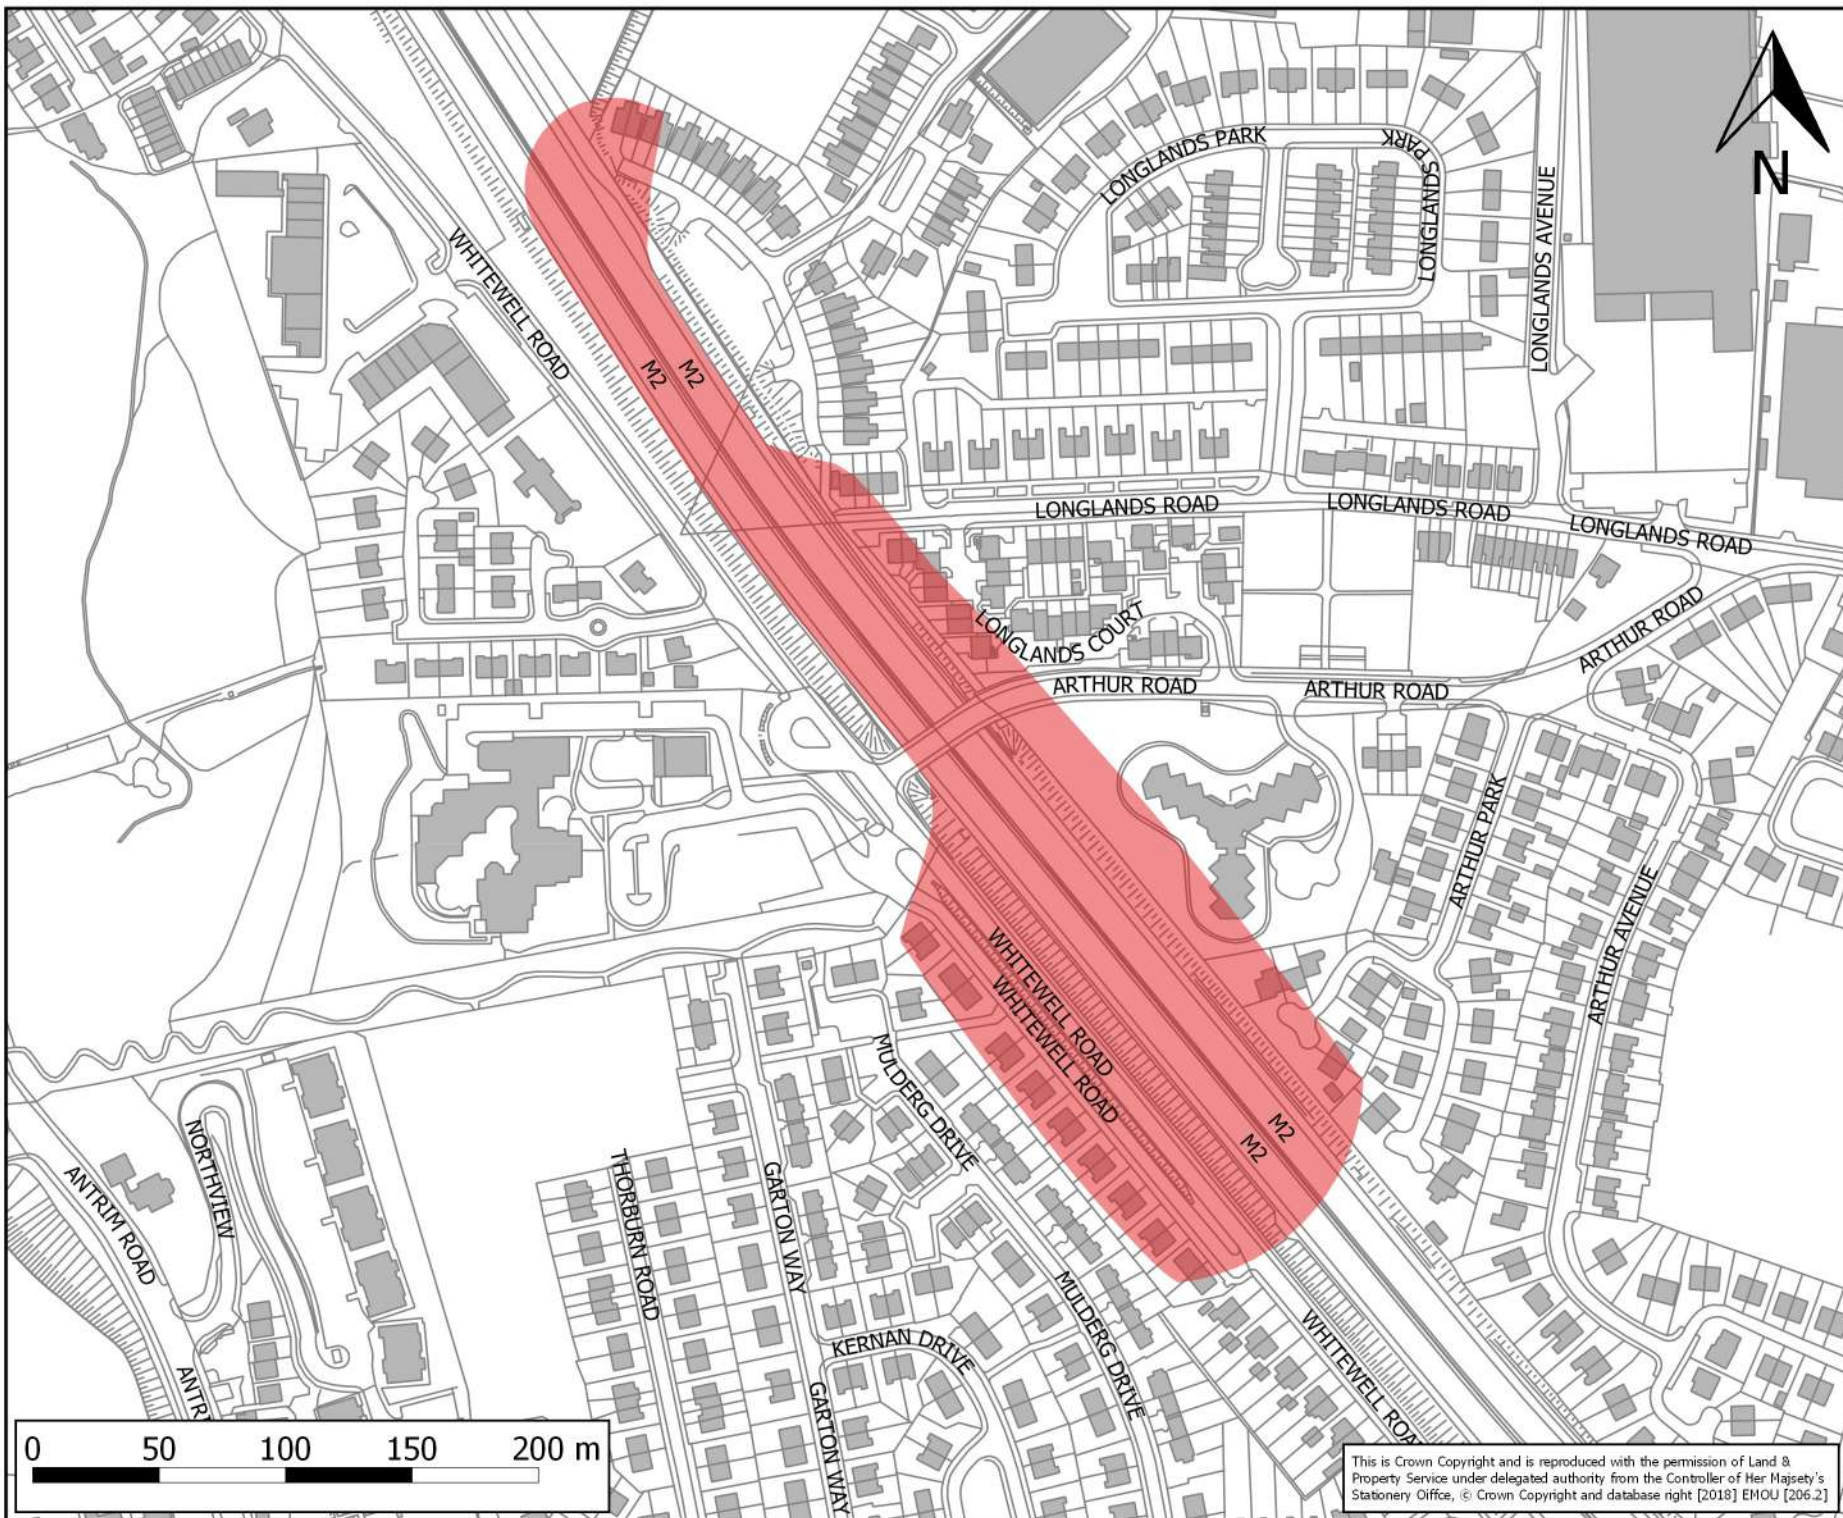 N
LONGLANDS PARK
PARK
LONGLANDS
LONGLANDS AVENUE
WHITEWELL ROAD
M2
M2
LONGLANDS ROAD
LONGLANDS ROAD
LONGLANDS ROAD
LONGLANDS COURT
ARTHUR ROAD
ARTHUR ROAD
ARTHUR ROAD
ARTHUR PARK
ARTHUR AVENUE
WHITEWELL ROAD
WHITEWELL ROAD
MULDERG DRIVE
M2
M2
NORTHVIEW
ANTRIM ROAD
THORBURN ROAD
GARTON WAY
MULDERG DRIVE
KERNAN DRIVE
WHITEWELL ROA
ANTR
GARTON WAY
0 50 100 150 200 m
This is Crown Copyright and is reproduced with the permission of Land &
Property Service under delegated authority from the Controller of Her Majsety's
Stationery Oiffce, © Crown Copyright and database right [2018] EMOU [206.2]